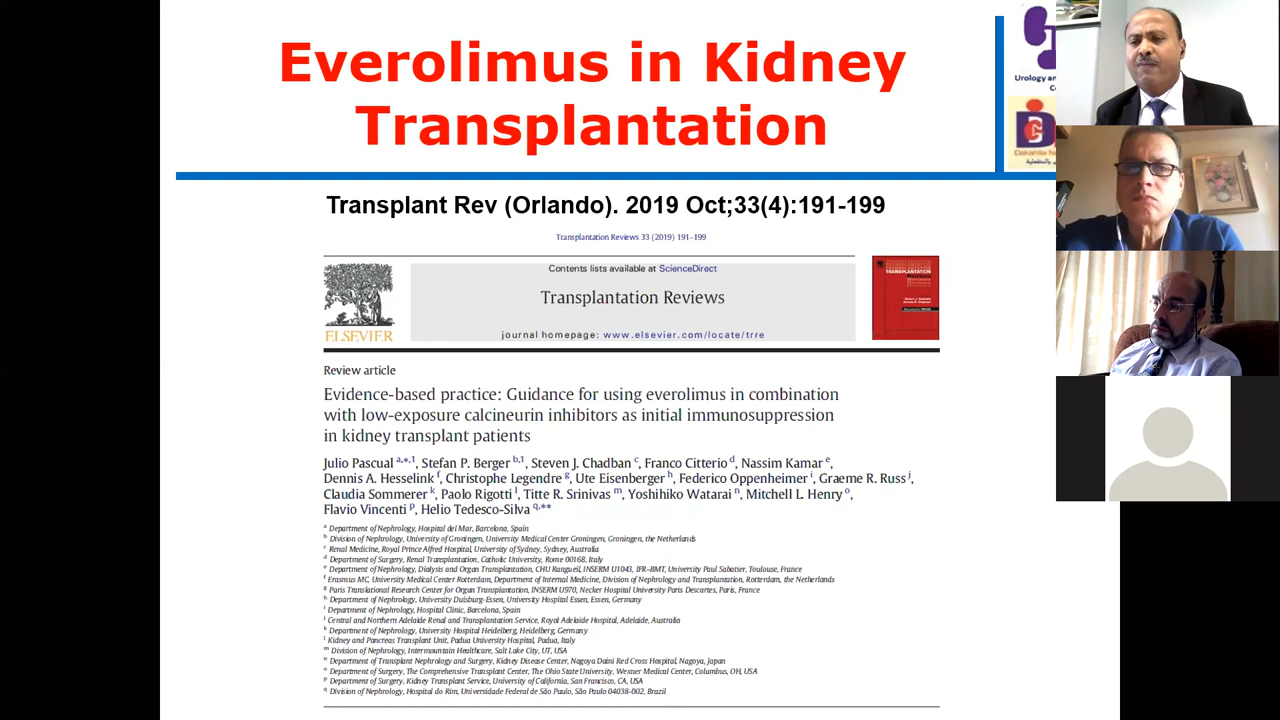 Everolimus in Kidney
Transplantation
Urology an
C
Transplant Rev (Orlando). 2019 Oct;33(4):191-199
Transplantation Reviews 33 (2019) 191–199
Contents lists available at ScienceDirect
Transplantation Reviews
journal homepage: www.elsevier.com/locate/trre
ELSEVIER
TRANSPLANTATION
Review article
Evidence-based practice: Guidance for using everolimus in combination
with low-exposure calcineurin inhibitors as initial immunosuppression
in kidney transplant patients
Julio Pascual a,*,1, Stefan P. Berger b,1, Steven J. Chadban c, Franco Citterio d, Nassim Kamar e,
Dennis A. Hesselink f, Christophe Legendre g, Ute Eisenberger h, Federico Oppenheimer i, Graeme R. Russ j,
Claudia Sommerer k, Paolo Rigotti l, Titte R. Srinivas m, Yoshihiko Watarai n, Mitchell L. Henry o,
Flavio Vincenti p, Helio Tedesco-Silva q,**
a Department of Nephrology, Hospital del Mar, Barcelona, Spain
b Division of Nephrology, University of Groningen, University Medical Center Groningen, Groningen, the Netherlands
c Renal Medicine, Royal Prince Alfred Hospital, University of Sydney, Sydney, Australia
d Department of Surgery, Renal Transplantation, Catholic University, Rome 00168, Italy
e Department of Nephrology, Dialysis and Organ Transplantation, CHU Rangueil, INSERM U1043, IFR–BMT, University Paul Sabatier, Toulouse, France
f Erasmus MC, University Medical Center Rotterdam, Department of Internal Medicine, Division of Nephrology and Transplantation, Rotterdam, the Netherlands
g Paris Translational Research Center for Organ Transplantation, INSERM U970, Necker Hospital University Paris Descartes, Paris, France
h Department of Nephrology, University Duisburg-Essen, University Hospital Essen, Essen, Germany
i Department of Nephrology, Hospital Clinic, Barcelona, Spain
j Central and Northern Adelaide Renal and Transplantation Service, Royal Adelaide Hospital, Adelaide, Australia
k Department of Nephrology, University Hospital Heidelberg, Heidelberg, Germany
l Kidney and Pancreas Transplant Unit, Padua University Hospital, Padua, Italy
m Division of Nephrology, Intermountain Healthcare, Salt Lake City, UT, USA
n Department of Transplant Nephrology and Surgery, Kidney Disease Center, Nagoya Daini Red Cross Hospital, Nagoya, Japan
o Department of Surgery, The Comprehensive Transplant Center, The Ohio State University, Wexner Medical Center, Columbus, OH, USA
p Department of Surgery, Kidney Transplant Service, University of California, San Francisco, CA, USA
q Division of Nephrology, Hospital do Rim, Universidade Federal de São Paulo, São Paulo 04038-002, Brazil